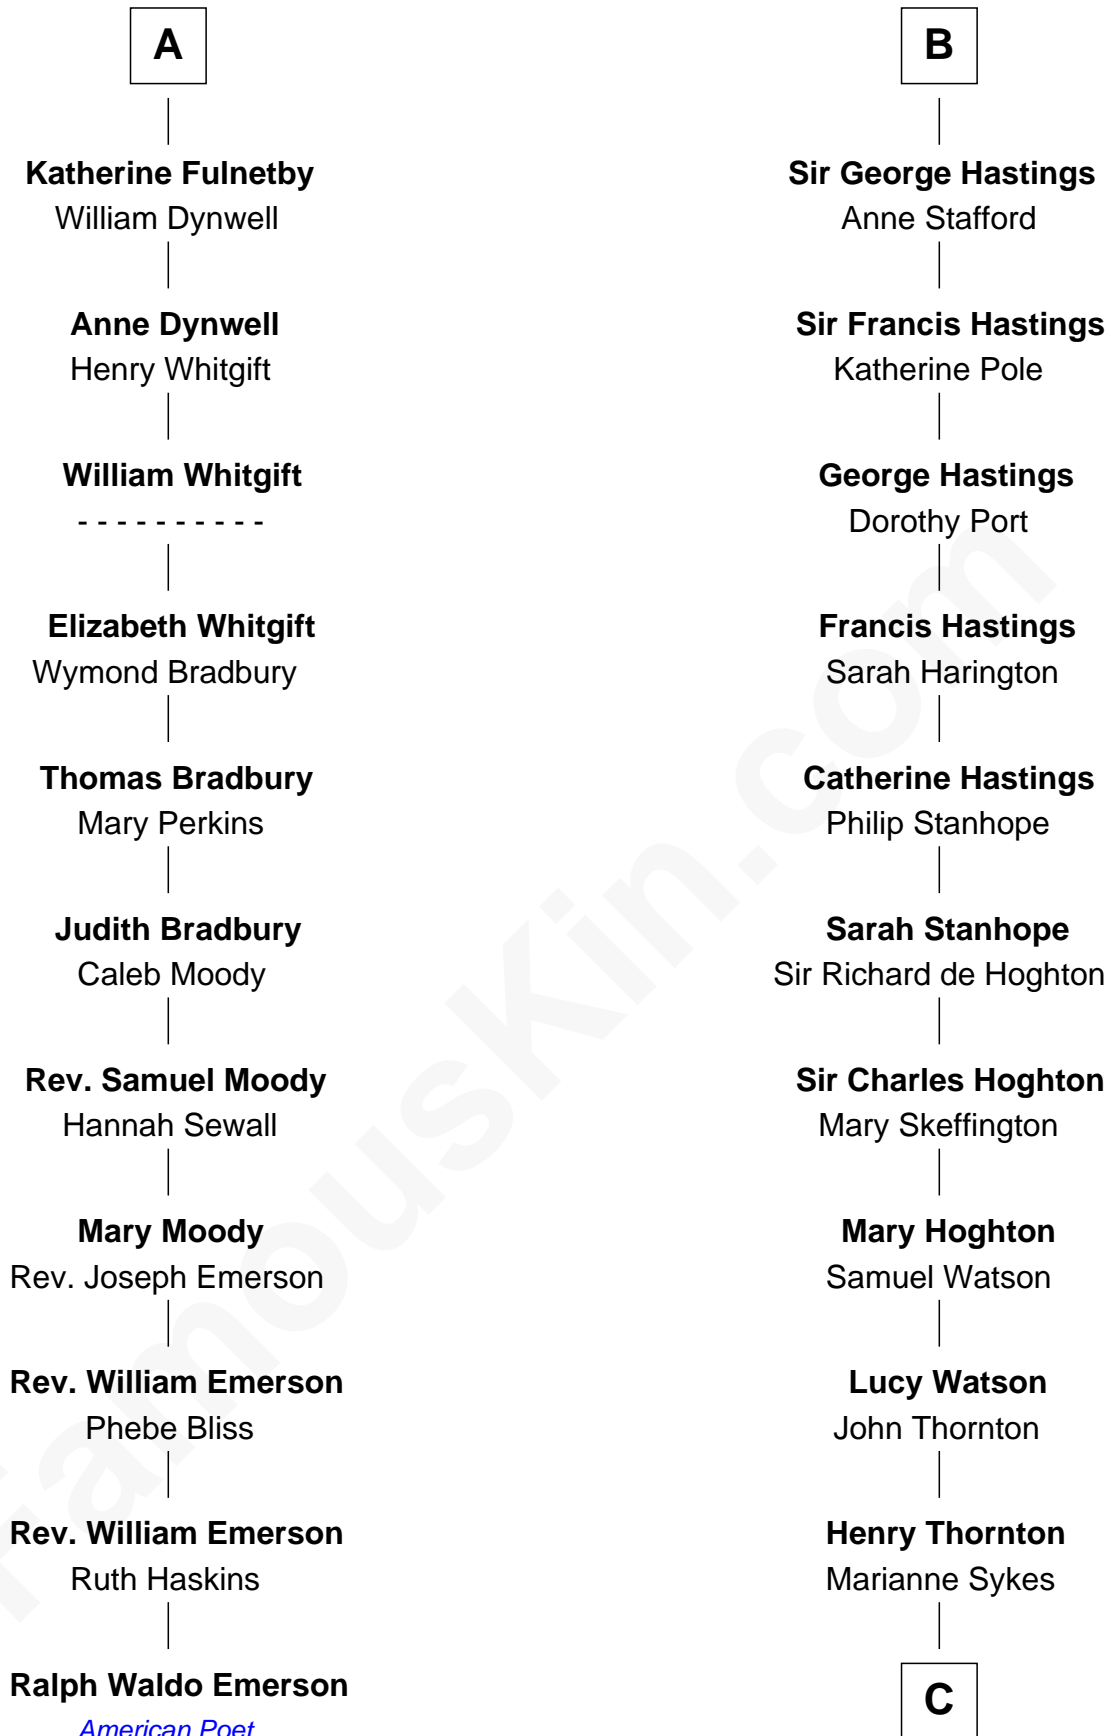 A
Katherine Fulnetby
William Dynwell
Anne Dynwell
Henry Whitgift
William Whitgift
- - - - - - - - - -
Elizabeth Whitgift
Wymond Bradbury
Thomas Bradbury
Mary Perkins
Judith Bradbury
Caleb Moody
Rev. Samuel Moody
Hannah Sewall
Mary Moody
Rev. Joseph Emerson
Rev. William Emerson
Phebe Bliss
Rev. William Emerson
Ruth Haskins
Ralph Waldo Emerson
American Poet
B
Sir George Hastings
Anne Stafford
Sir Francis Hastings
Katherine Pole
George Hastings
Dorothy Port
Francis Hastings
Sarah Harington
Catherine Hastings
Philip Stanhope
Sarah Stanhope
Sir Richard de Hoghton
Sir Charles Hoghton
Mary Skeffington
Mary Hoghton
Samuel Watson
Lucy Watson
John Thornton
Henry Thornton
Marianne Sykes
C
FamousKin.com